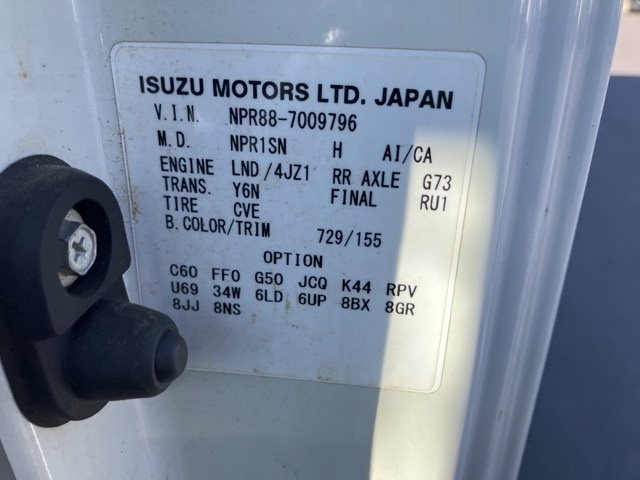 ISUZU MOTORS LTD. JAPAN
V.I.N. NPR88-7009796
M.D. NPR1SN H AI/CA
ENGINE LND/4JZ1 RR AXLE G73
TRANS. Y6N FINAL RU1
TIRE CVE
B.COLOR/TRIM 729/155
OPTION
C60 FF0 G50 JCQ K44 RPV
U69 34W 6LD 6UP 8BX 8GR
8JJ 8NS